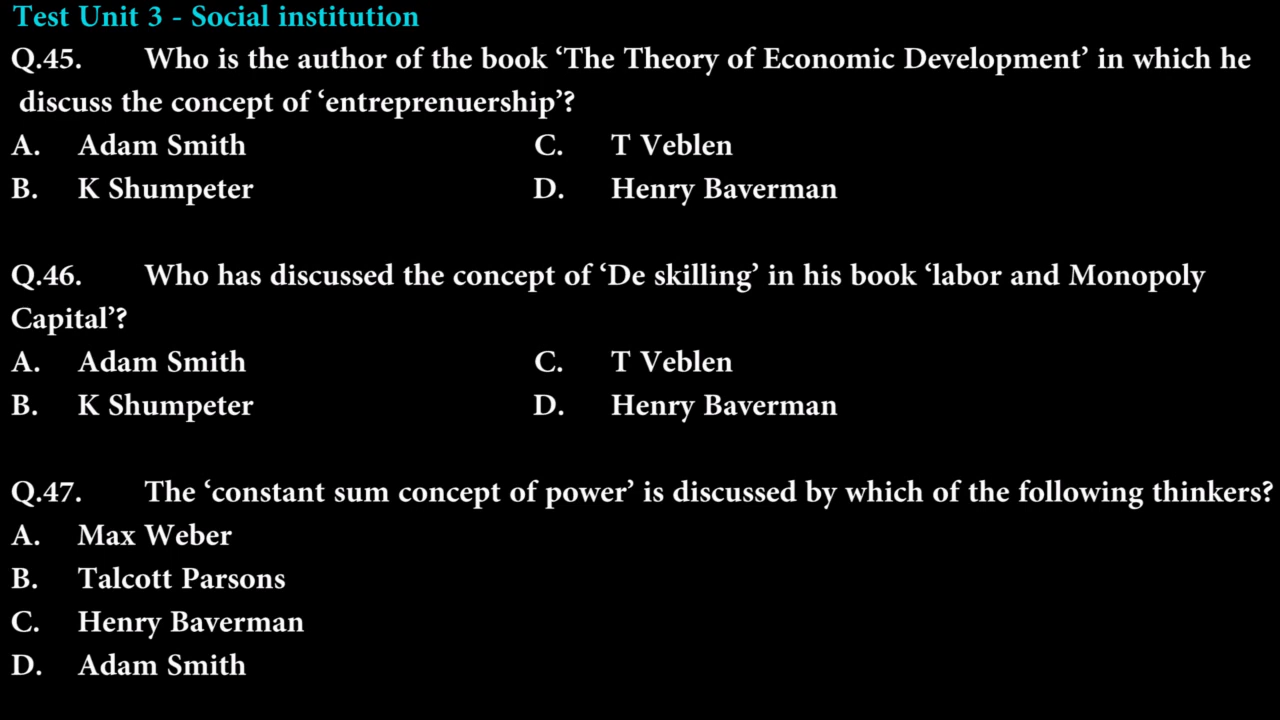 Test Unit 3 - Social institution
Q.45. Who is the author of the book ‘The Theory of Economic Development’ in which he
discuss the concept of ‘entreprenuership’?
A. Adam Smith C. T Veblen
B. K Shumpeter D. Henry Baverman
Q.46. Who has discussed the concept of ‘De skilling’ in his book ‘labor and Monopoly
Capital’?
A. Adam Smith C. T Veblen
B. K Shumpeter D. Henry Baverman
Q.47. The ‘constant sum concept of power’ is discussed by which of the following thinkers?
A. Max Weber
B. Talcott Parsons
C. Henry Baverman
D. Adam Smith